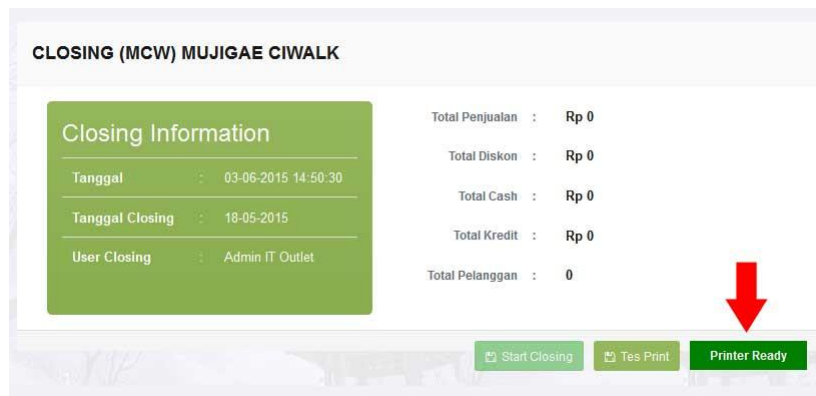 CLOSING (MCW) MUJIGAE CIWALK
Closing Information
Tanggal : 03-06-2015 14:50:30
Tanggal Closing : 18-05-2015
User Closing : Admin IT Outlet
Total Penjualan : Rp 0
Total Diskon : Rp 0
Total Cash : Rp 0
Total Kredit : Rp 0
Total Pelanggan : 0
Start Closing Tes Print Printer Ready